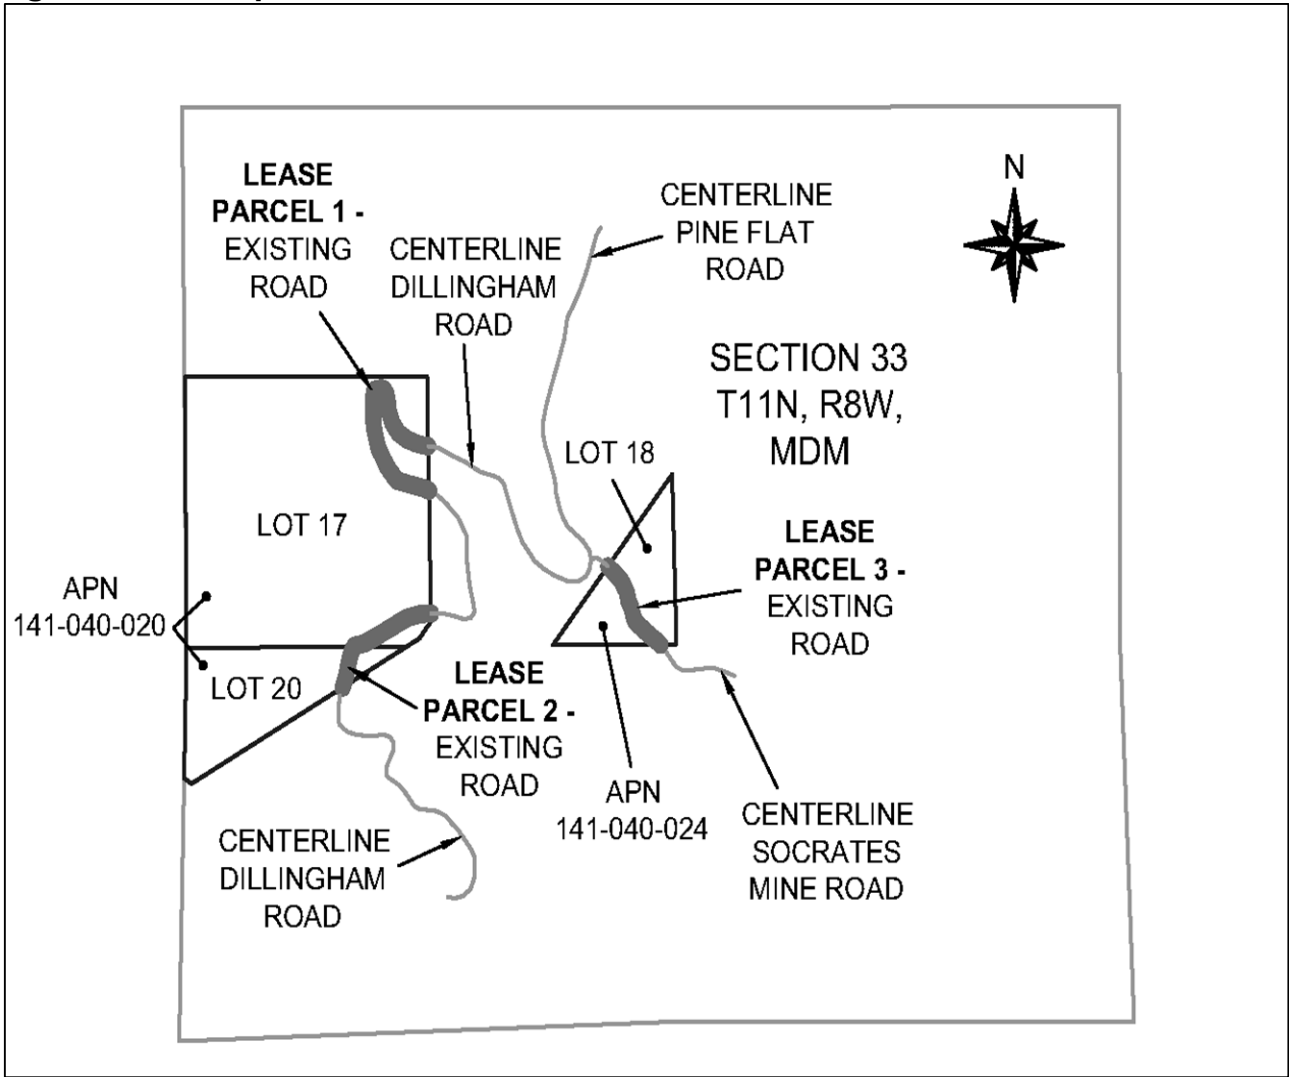 LEASE
PARCEL 1 -
EXISTING
ROAD
CENTERLINE
DILLINGHAM
ROAD
CENTERLINE
PINE FLAT
ROAD
N
SECTION 33
T11N, R8W,
MDM
LOT 18
LOT 17
LEASE
PARCEL 3 -
EXISTING
ROAD
APN
141-040-020
LOT 20
LEASE
PARCEL 2 -
EXISTING
ROAD
APN
141-040-024
CENTERLINE
SOCRATES
MINE ROAD
CENTERLINE
DILLINGHAM
ROAD